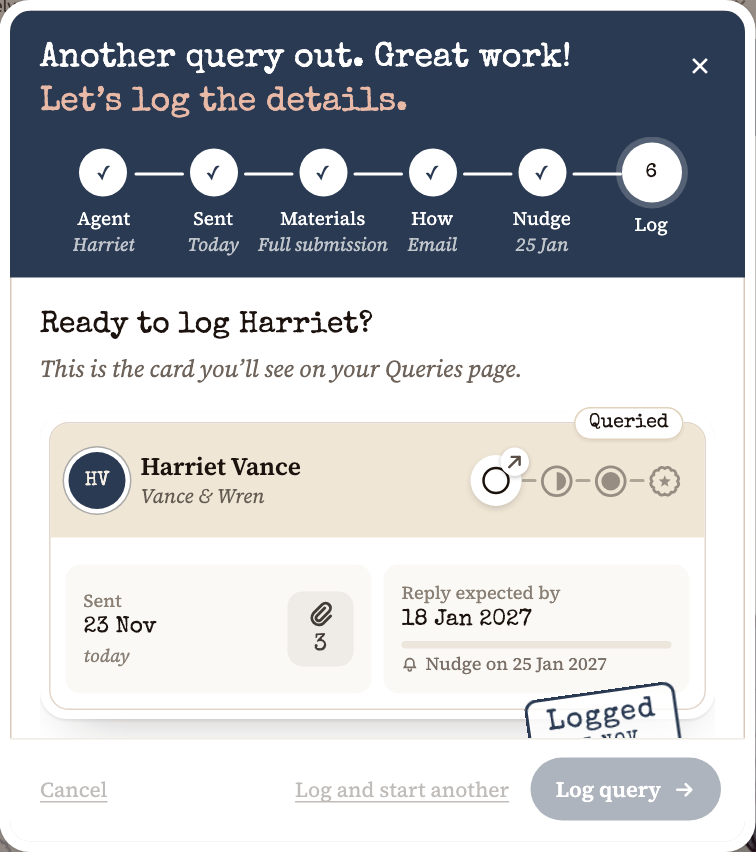 Another query out. Great work!
Let’s log the details.
✕
✓ ✓ ✓ ✓ ✓ 6
Agent Sent Materials How Nudge Log
Harriet Today Full submission Email 25 Jan
Ready to log Harriet?
This is the card you’ll see on your Queries page.
Queried
HV
Harriet Vance
Vance & Wren
Sent
23 Nov
today
3
Reply expected by
18 Jan 2027
Nudge on 25 Jan 2027
Logged
NOV
Cancel
Log and start another
Log query →